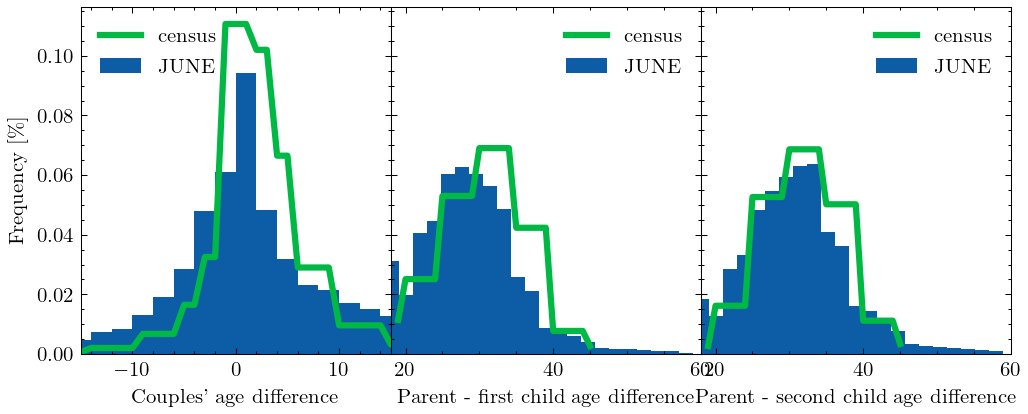 census
JUNE
census
JUNE
census
JUNE
Frequency [%]
0.10
0.08
0.06
0.04
0.02
0.00
−10
0
10
20
40
60
20
40
60
Couples' age difference
Parent - first child age difference
Parent - second child age difference